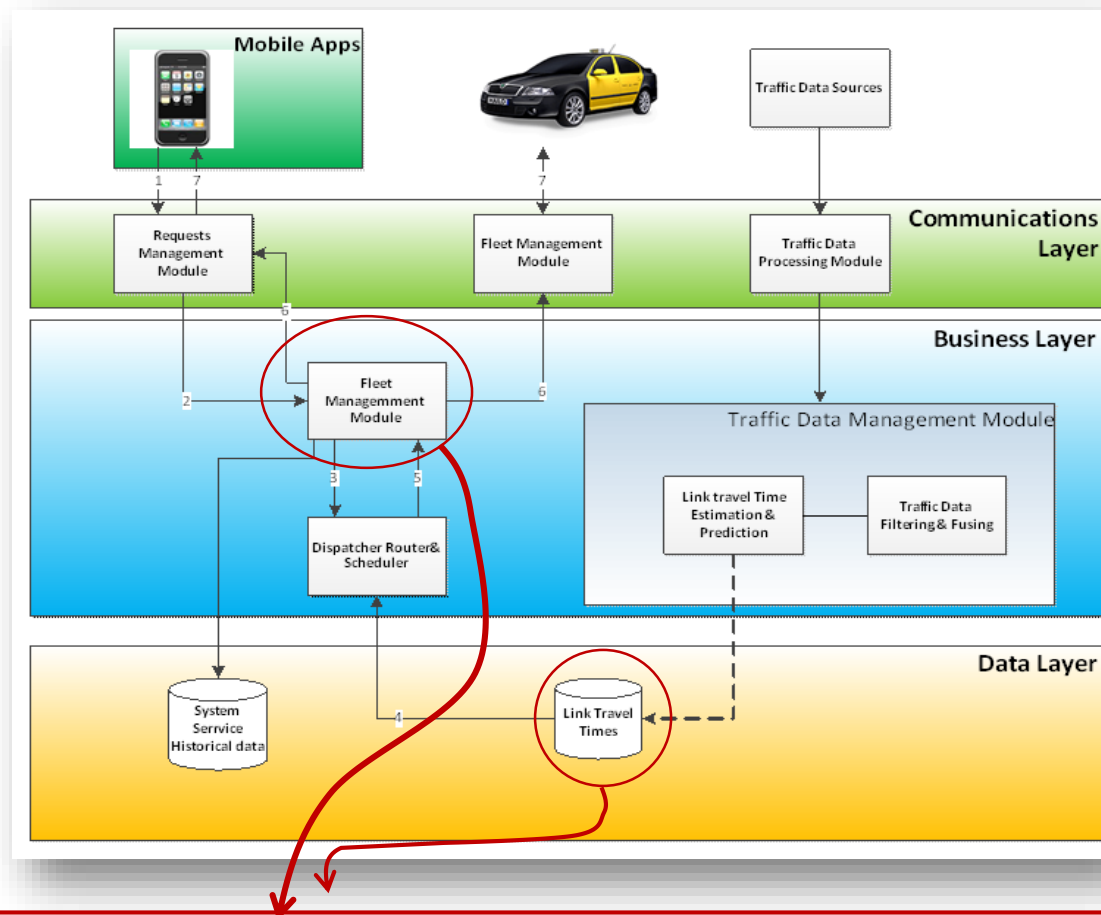 Mobile Apps
Traffic Data Sources
1
7
7
Communications
Layer
Requests
Management
Module
Fleet Management
Module
Traffic Data
Processing Module
6
Business Layer
Fleet
Managemment
Module
2
6
Traffic Data Management Module
3
5
Link travel Time
Estimation &
Prediction
Traffic Data
Filtering & Fusing
Dispatcher Router&
Scheduler
Data Layer
System
Serrvice
Historical data
4
Link Travel
Times